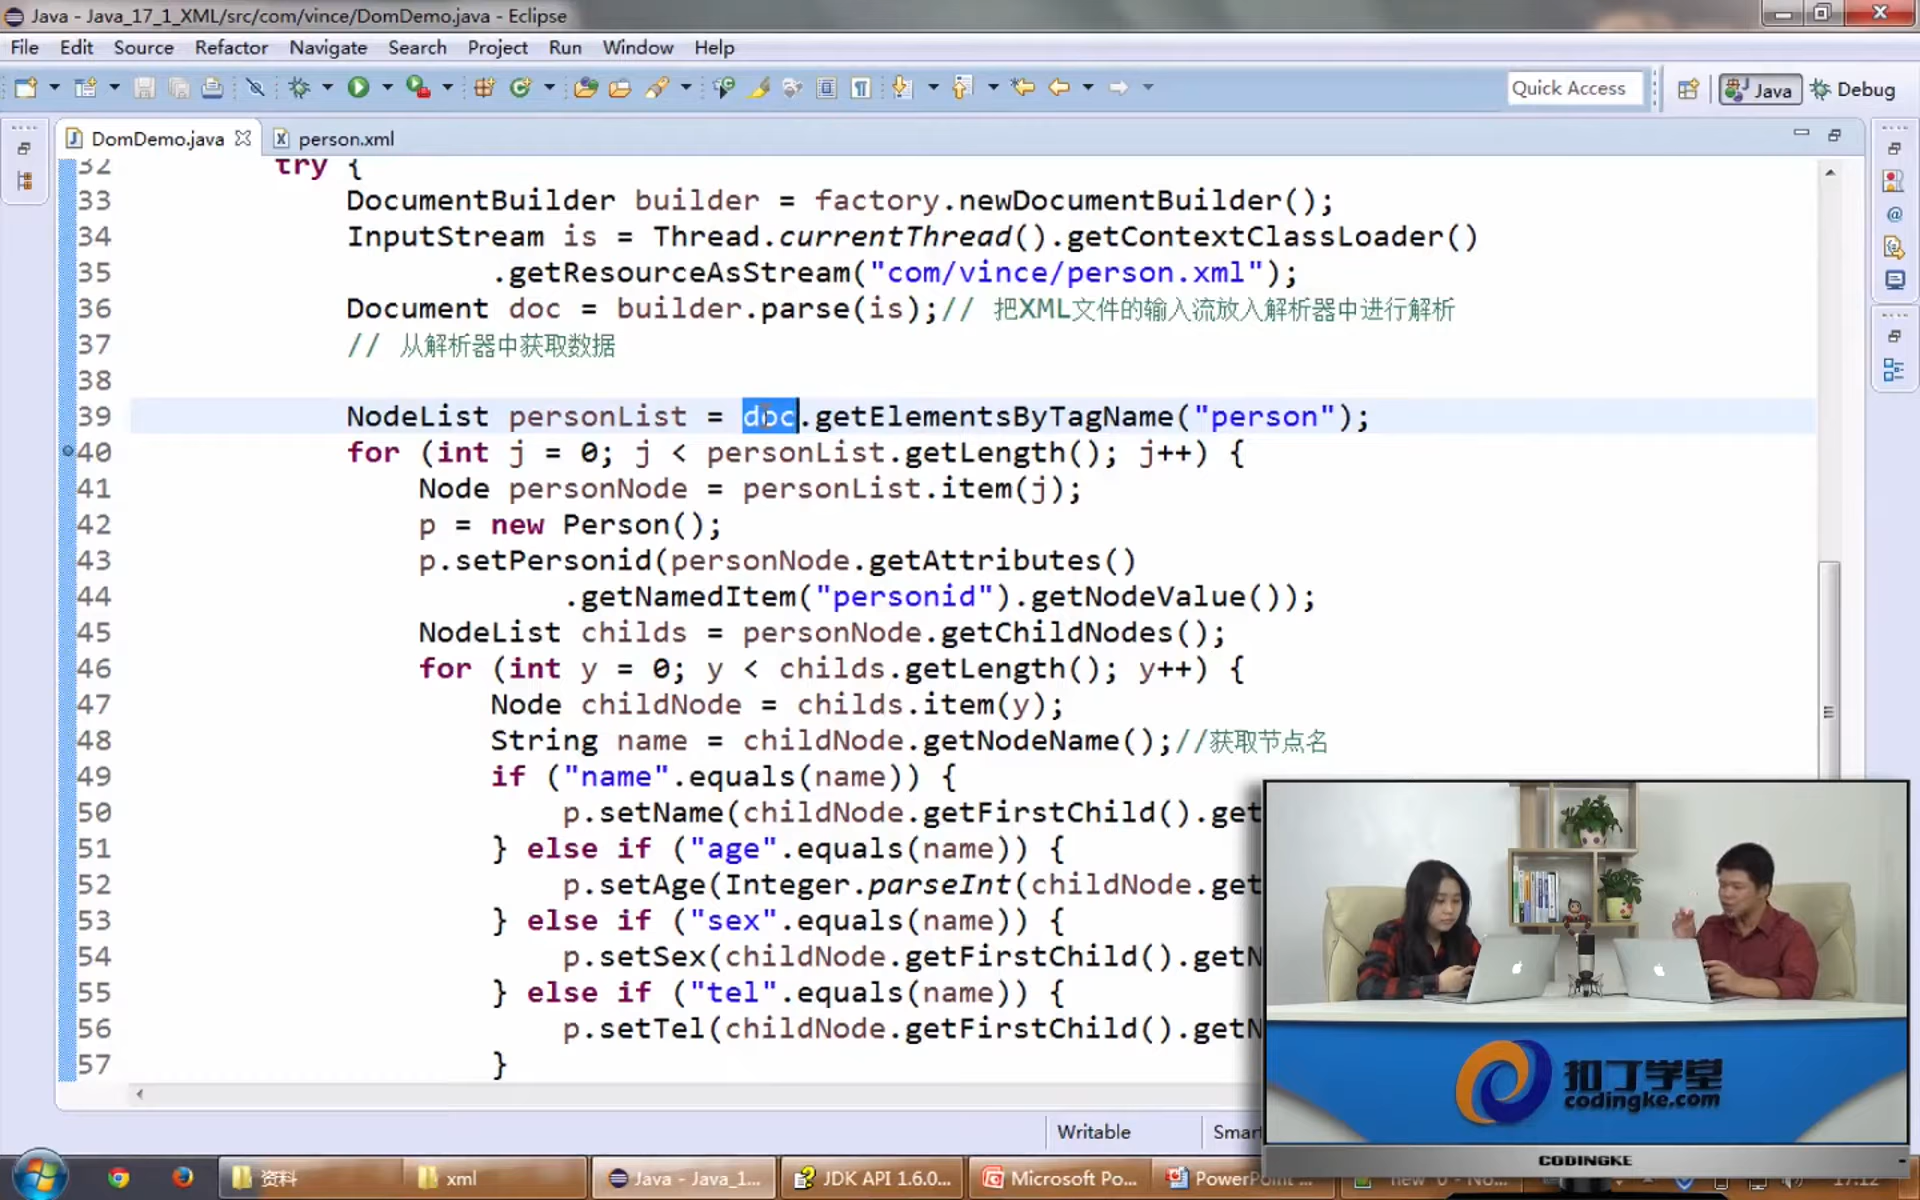 Java - Java_17_1_XML/src/com/vince/DomDemo.java - Eclipse
File Edit Source Refactor Navigate Search Project Run Window Help
Quick Access Java Debug
DomDemo.java person.xml
32 try {
33 DocumentBuilder builder = factory.newDocumentBuilder();
34 InputStream is = Thread.currentThread().getContextClassLoader()
35 .getResourceAsStream("com/vince/person.xml");
36 Document doc = builder.parse(is);// 把XML文件的输入流放入解析器中进行解析
37 // 从解析器中获取数据
38
39 NodeList personList = doc.getElementsByTagName("person");
40 for (int j = 0; j < personList.getLength(); j++) {
41 Node personNode = personList.item(j);
42 p = new Person();
43 p.setPersonid(personNode.getAttributes()
44 .getNamedItem("personid").getNodeValue());
45 NodeList childs = personNode.getChildNodes();
46 for (int y = 0; y < childs.getLength(); y++) {
47 Node childNode = childs.item(y);
48 String name = childNode.getNodeName();//获取节点名
49 if ("name".equals(name)) {
50 p.setName(childNode.getFirstChild().get
51 } else if ("age".equals(name)) {
52 p.setAge(Integer.parseInt(childNode.get
53 } else if ("sex".equals(name)) {
54 p.setSex(childNode.getFirstChild().getN
55 } else if ("tel".equals(name)) {
56 p.setTel(childNode.getFirstChild().getN
57 }
扣丁学堂
codingke.com
CODINGKE
Writable Smar
资料 xml Java - Java_1... JDK API 1.6.0... Microsoft Po... PowerPoint ... 17:12